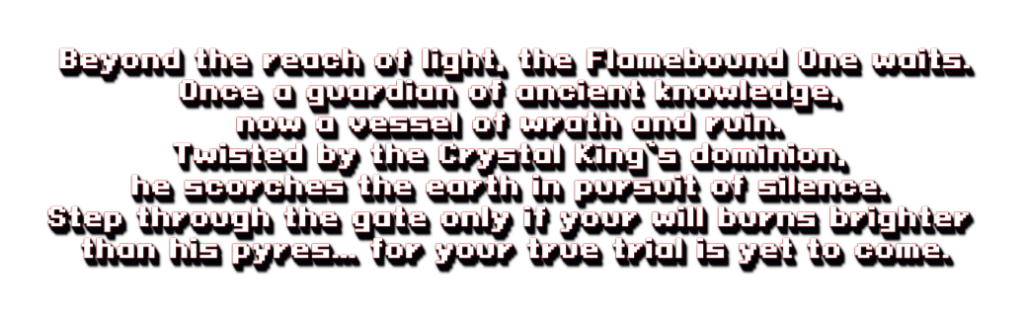 Beyond the reach of light, the Flamebound One waits.
Once a guardian of ancient knowledge,
now a vessel of wrath and ruin.
Twisted by the Crystal King's dominion,
he scorches the earth in pursuit of silence.
Step through the gate only if your will burns brighter
than his pyres... for your true trial is yet to come.